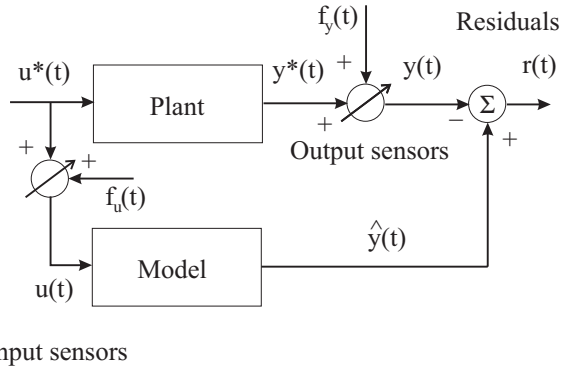 f_y(t)
Residuals
u*(t)
y*(t)
+
y(t)
r(t)
Plant
Σ
+
−
+
+
+
Output sensors
f_u(t)
ŷ(t)
Model
u(t)
nput sensors